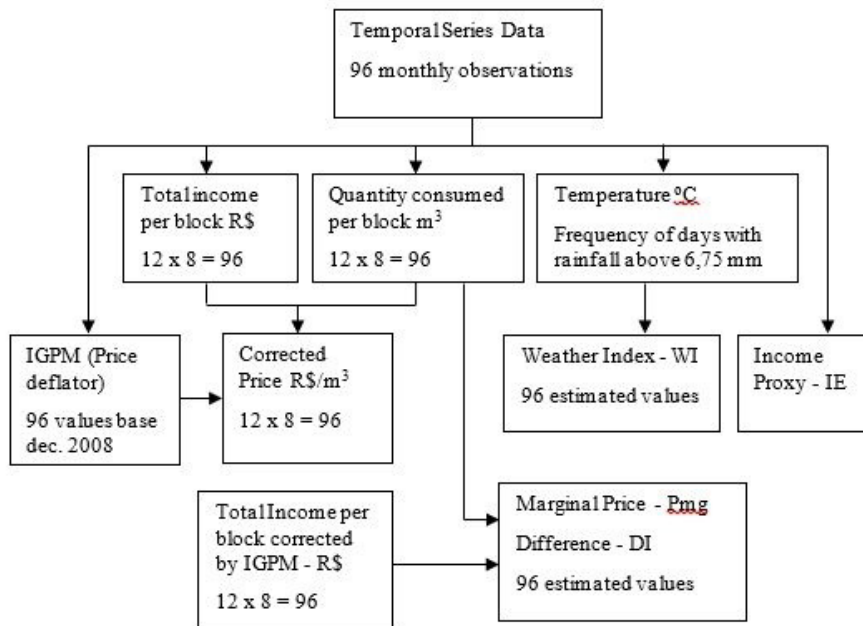 Temporal Series Data
96 monthly observations
Total income
per block R$
12 x 8 = 96
Quantity consumed
per block m³
12 x 8 = 96
Temperature ºC
Frequency of days with
rainfall above 6,75 mm
IGPM (Price
deflator)
96 values base
dec. 2008
Corrected
Price R$/m³
12 x 8 = 96
Weather Index - WI
96 estimated values
Income
Proxy - IE
Total Income per
block corrected
by IGPM - R$
12 x 8 = 96
Marginal Price - Pmg
Difference - DI
96 estimated values